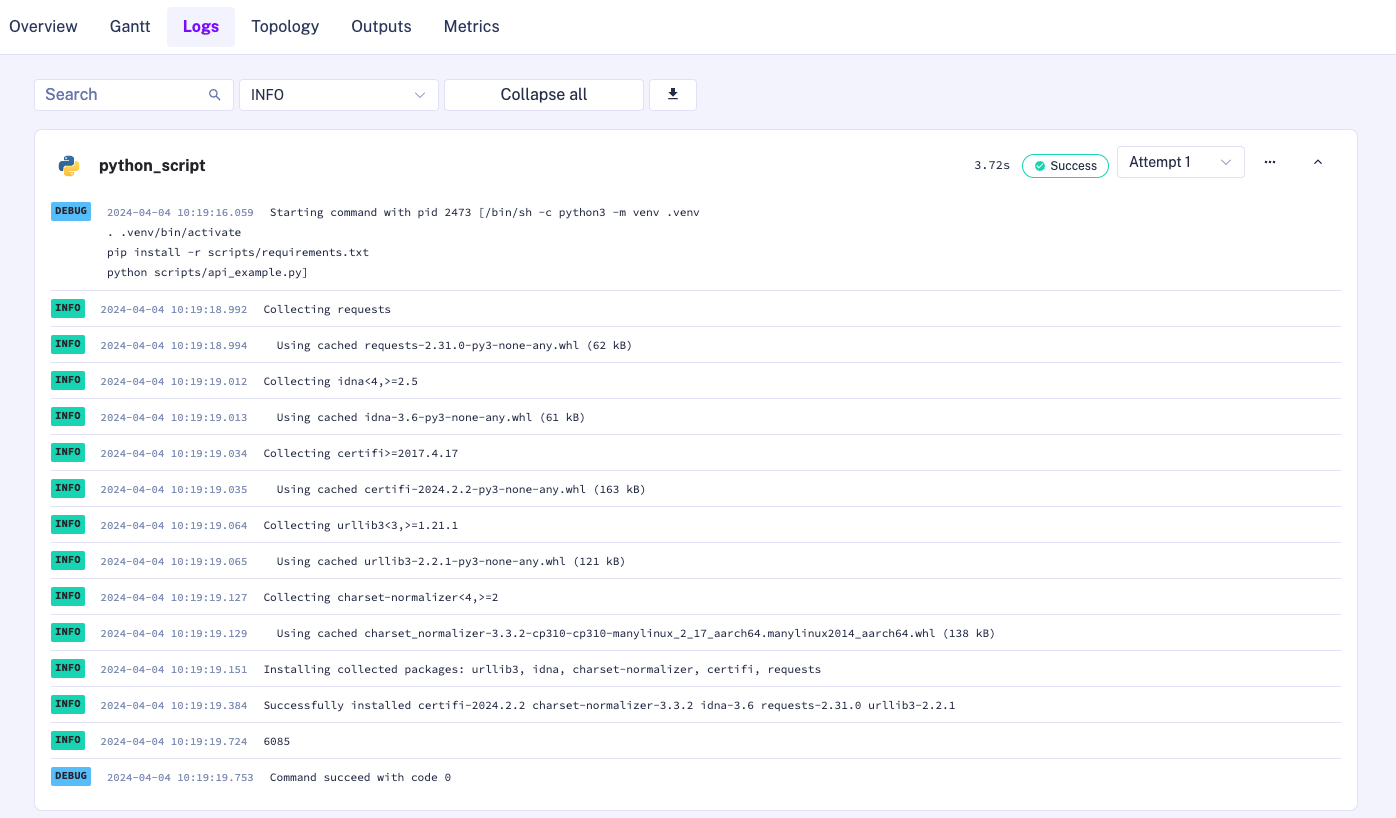 Overview Gantt Logs Topology Outputs Metrics
Search INFO Collapse all
python_script 3.72s Success Attempt 1 ...
DEBUG 2024-04-04 10:19:16.059 Starting command with pid 2473 [/bin/sh -c python3 -m venv .venv
. .venv/bin/activate
pip install -r scripts/requirements.txt
python scripts/api_example.py]
INFO 2024-04-04 10:19:18.992 Collecting requests
INFO 2024-04-04 10:19:18.994 Using cached requests-2.31.0-py3-none-any.whl (62 kB)
INFO 2024-04-04 10:19:19.012 Collecting idna<4,>=2.5
INFO 2024-04-04 10:19:19.013 Using cached idna-3.6-py3-none-any.whl (61 kB)
INFO 2024-04-04 10:19:19.034 Collecting certifi>=2017.4.17
INFO 2024-04-04 10:19:19.035 Using cached certifi-2024.2.2-py3-none-any.whl (163 kB)
INFO 2024-04-04 10:19:19.064 Collecting urllib3<3,>=1.21.1
INFO 2024-04-04 10:19:19.065 Using cached urllib3-2.2.1-py3-none-any.whl (121 kB)
INFO 2024-04-04 10:19:19.127 Collecting charset-normalizer<4,>=2
INFO 2024-04-04 10:19:19.129 Using cached charset_normalizer-3.3.2-cp310-cp310-manylinux_2_17_aarch64.manylinux2014_aarch64.whl (138 kB)
INFO 2024-04-04 10:19:19.151 Installing collected packages: urllib3, idna, charset-normalizer, certifi, requests
INFO 2024-04-04 10:19:19.384 Successfully installed certifi-2024.2.2 charset-normalizer-3.3.2 idna-3.6 requests-2.31.0 urllib3-2.2.1
INFO 2024-04-04 10:19:19.724 6085
DEBUG 2024-04-04 10:19:19.753 Command succeed with code 0